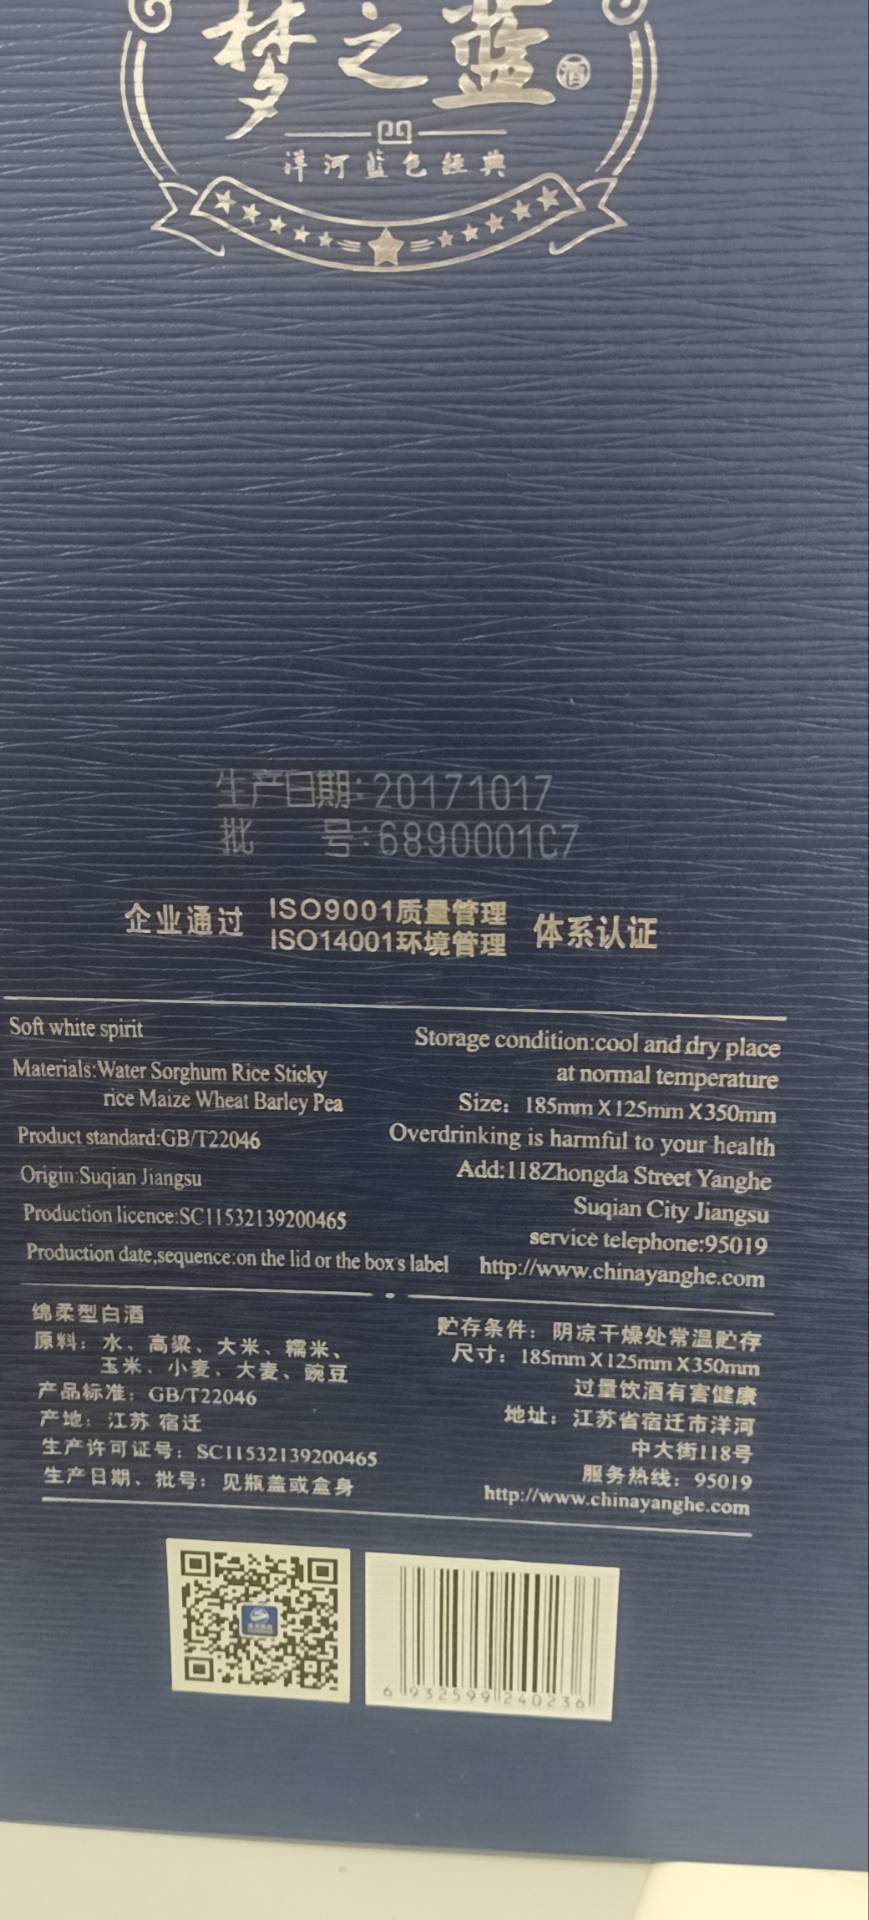 梦之蓝 酒
洋河蓝色经典
生产日期:20171017
批 号:6890001C7
企业通过 ISO9001质量管理 体系认证
ISO14001环境管理
Soft white spirit
Materials:Water Sorghum Rice Sticky
rice Maize Wheat Barley Pea
Product standard:GB/T22046
Origin:Suqian Jiangsu
Production licence:SC11532139200465
Production date,sequence:on the lid or the box's label
Storage condition:cool and dry place
at normal temperature
Size: 185mm X 125mm X 350mm
Overdrinking is harmful to your health
Add:118Zhongda Street Yanghe
Suqian City Jiangsu
service telephone:95019
http://www.chinayanghe.com
绵柔型白酒
原料：水、高粱、大米、糯米、
玉米、小麦、大麦、豌豆
产品标准：GB/T22046
产地：江苏 宿迁
生产许可证号：SC11532139200465
生产日期、批号：见瓶盖或盒身
贮存条件：阴凉干燥处常温贮存
尺寸：185mm X 125mm X 350mm
过量饮酒有害健康
地址：江苏省宿迁市洋河
中大街118号
服务热线：95019
http://www.chinayanghe.com
6 932599 240236